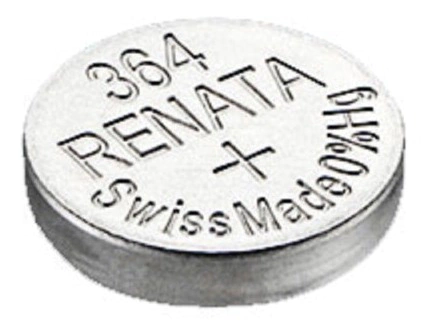 364
RENATA
+
Swiss Made 0%Hg